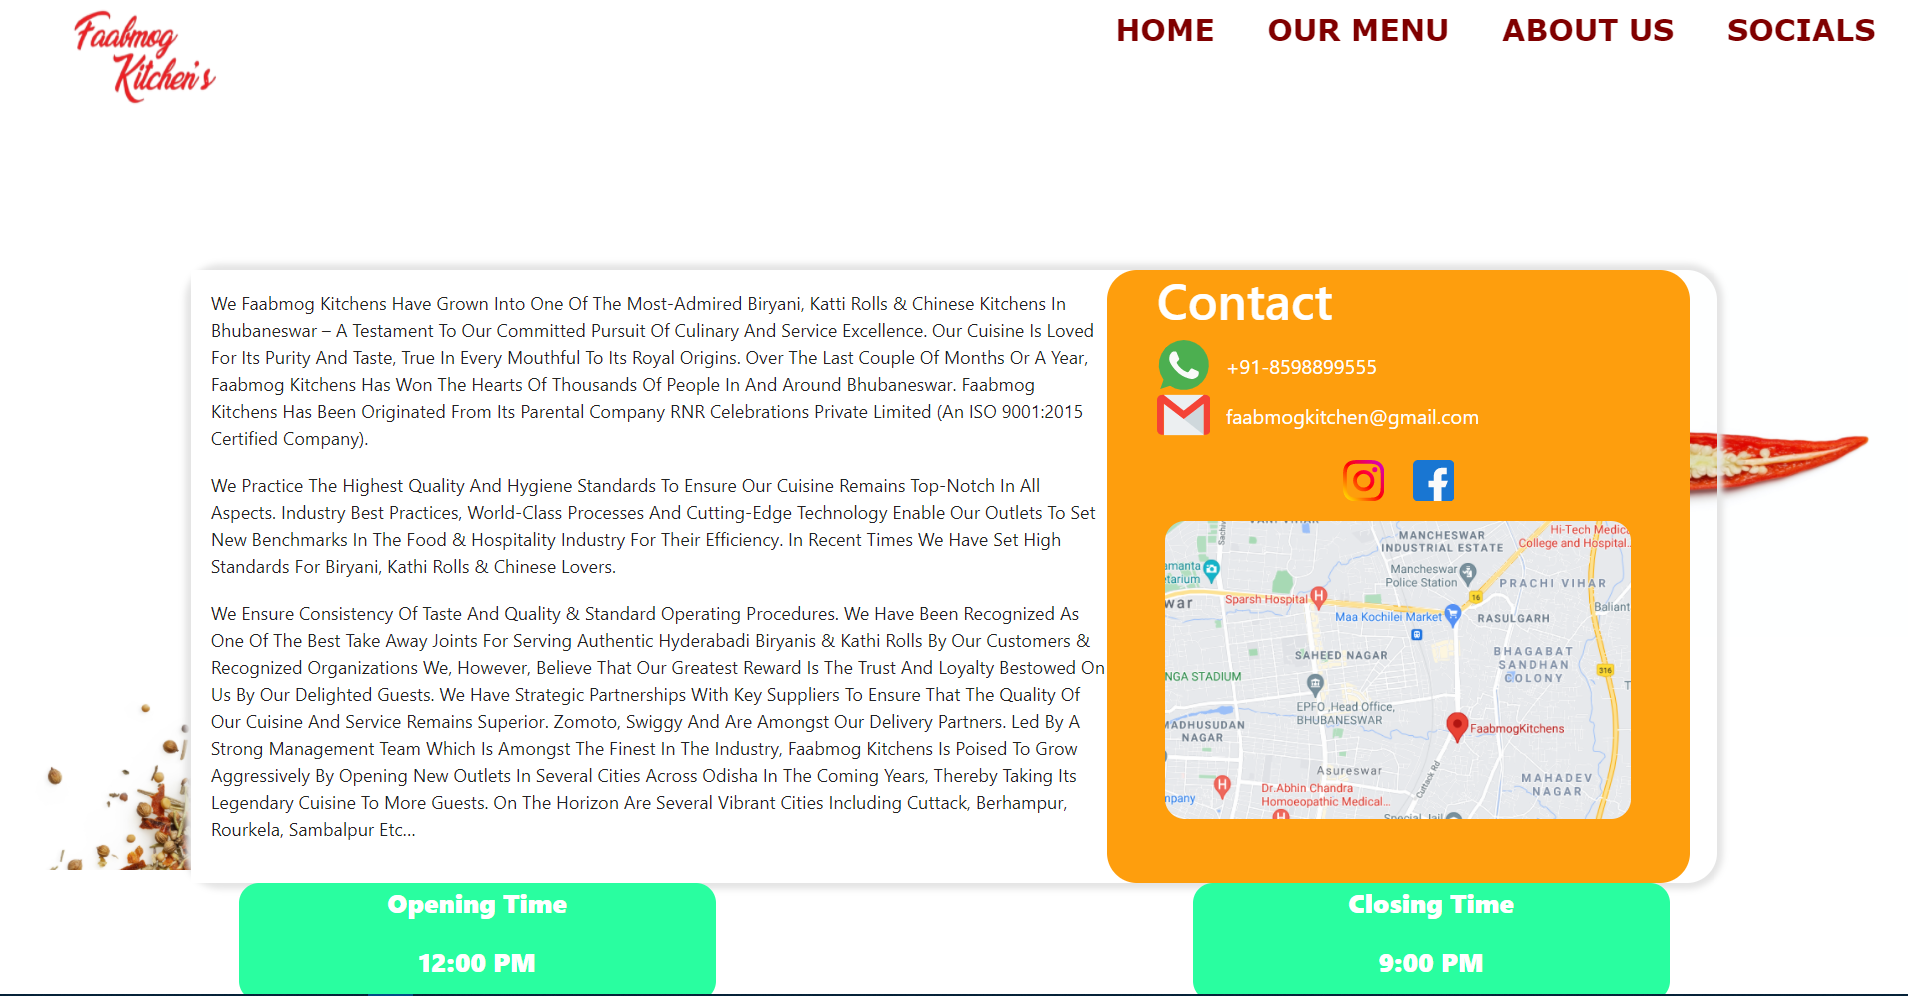 Faabmog
Kitchen's
HOME OUR MENU ABOUT US SOCIALS
We Faabmog Kitchens Have Grown Into One Of The Most-Admired Biryani, Katti Rolls & Chinese Kitchens In
Bhubaneswar – A Testament To Our Committed Pursuit Of Culinary And Service Excellence. Our Cuisine Is Loved
For Its Purity And Taste, True In Every Mouthful To Its Royal Origins. Over The Last Couple Of Months Or A Year,
Faabmog Kitchens Has Won The Hearts Of Thousands Of People In And Around Bhubaneswar. Faabmog
Kitchens Has Been Originated From Its Parental Company RNR Celebrations Private Limited (An ISO 9001:2015
Certified Company).
We Practice The Highest Quality And Hygiene Standards To Ensure Our Cuisine Remains Top-Notch In All
Aspects. Industry Best Practices, World-Class Processes And Cutting-Edge Technology Enable Our Outlets To Set
New Benchmarks In The Food & Hospitality Industry For Their Efficiency. In Recent Times We Have Set High
Standards For Biryani, Kathi Rolls & Chinese Lovers.
We Ensure Consistency Of Taste And Quality & Standard Operating Procedures. We Have Been Recognized As
One Of The Best Take Away Joints For Serving Authentic Hyderabadi Biryanis & Kathi Rolls By Our Customers &
Recognized Organizations We, However, Believe That Our Greatest Reward Is The Trust And Loyalty Bestowed On
Us By Our Delighted Guests. We Have Strategic Partnerships With Key Suppliers To Ensure That The Quality Of
Our Cuisine And Service Remains Superior. Zomoto, Swiggy And Are Amongst Our Delivery Partners. Led By A
Strong Management Team Which Is Amongst The Finest In The Industry, Faabmog Kitchens Is Poised To Grow
Aggressively By Opening New Outlets In Several Cities Across Odisha In The Coming Years, Thereby Taking Its
Legendary Cuisine To More Guests. On The Horizon Are Several Vibrant Cities Including Cuttack, Berhampur,
Rourkela, Sambalpur Etc...
Contact
+91-8598899555
faabmogkitchen@gmail.com
Hi-Tech Medic
College and Hospital...
MANCHESWAR
INDUSTRIAL ESTATE
amanta
etarium
Mancheswar
Police Station
PRACHI VIHAR
war
Sparsh Hospital
16
Baliant
Maa Kochilei Market
RASULGARH
SAHEED NAGAR
BHAGABAT
SANDHAN
COLONY
316
NGA STADIUM
EPFO ,Head Office,
BHUBANESWAR
MADHUSUDAN
NAGAR
FaabmogKitchens
Asureswar
Cuttack Rd
MAHADEV
NAGAR
mpany
Dr.Abhin Chandra
Homoeopathic Medical...
Special Jail
Opening Time
12:00 PM
Closing Time
9:00 PM